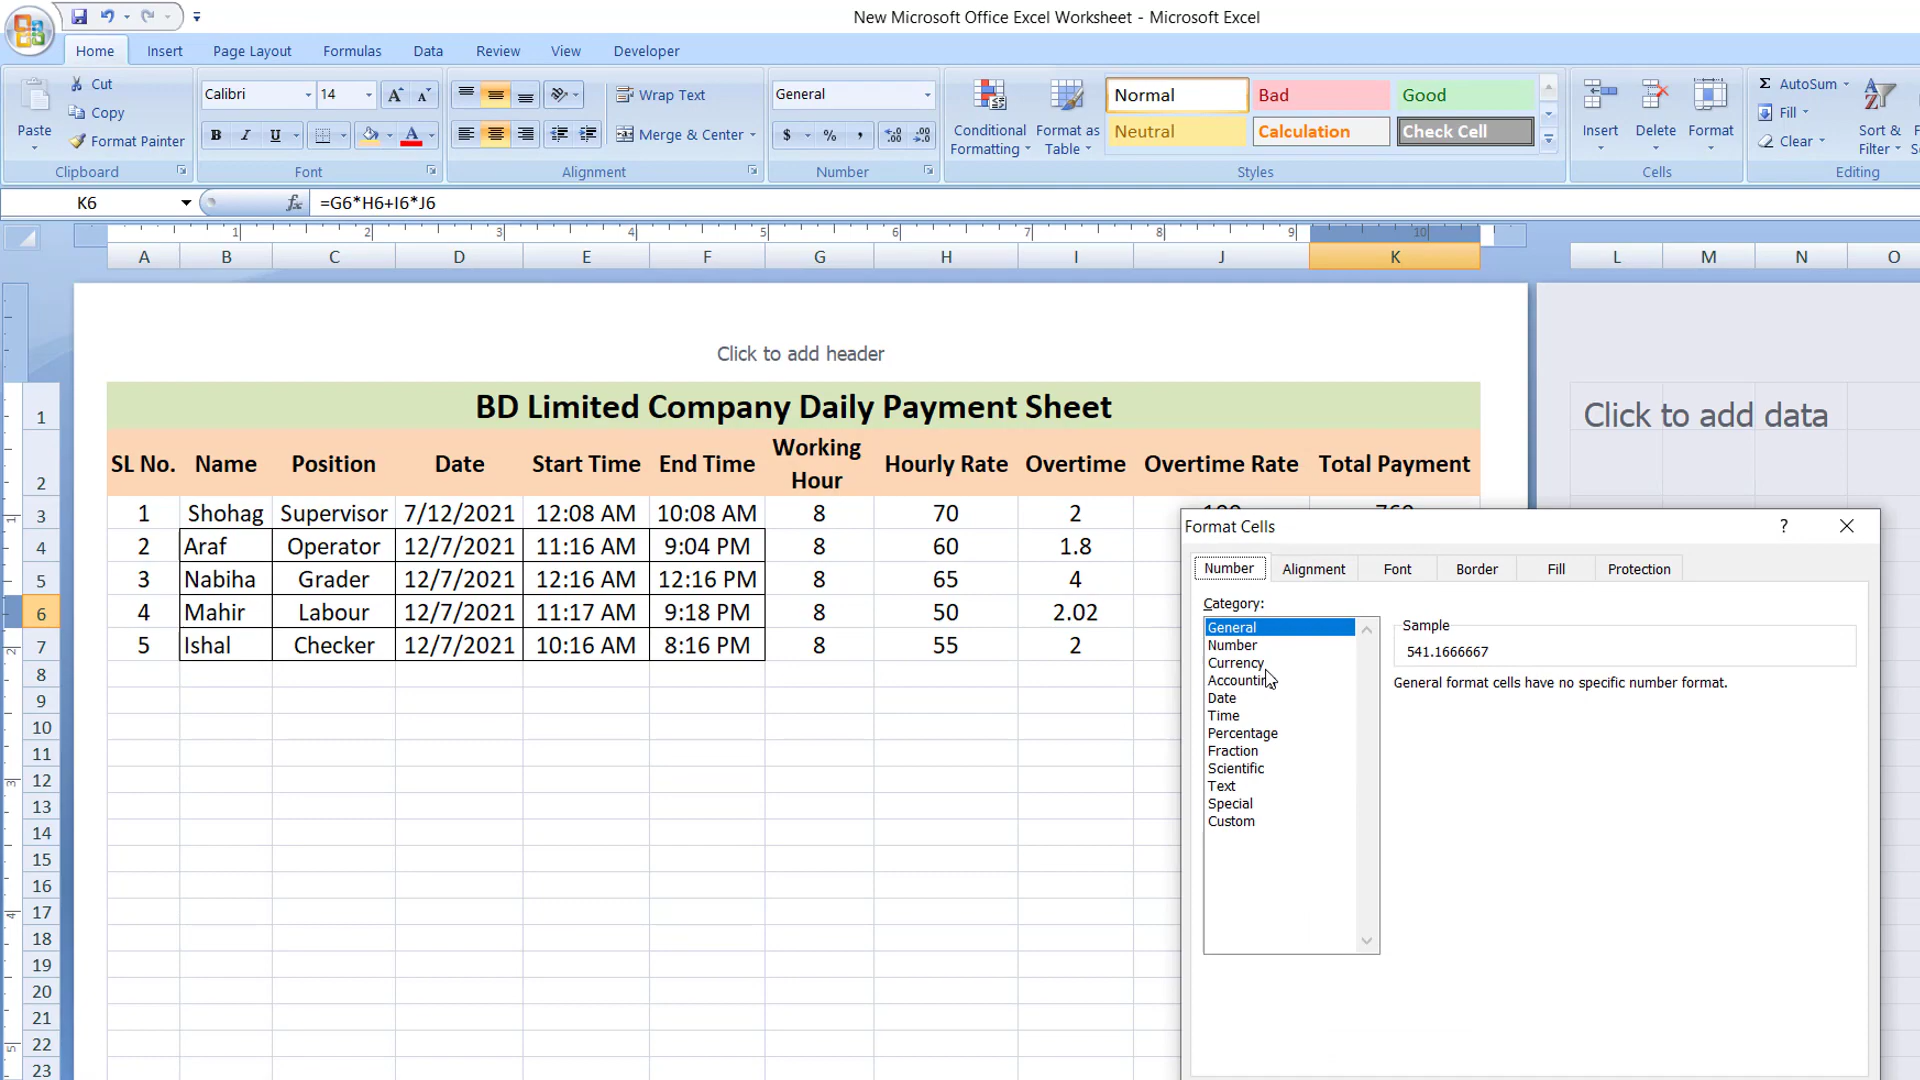 New Microsoft Office Excel Worksheet - Microsoft Excel
Home Insert Page Layout Formulas Data Review View Developer
Cut
Copy
Format Painter
Paste
Clipboard
Calibri 14
B I U
Font
Wrap Text
Merge & Center
Alignment
General
$ % ,
Number
Conditional Formatting
Format as Table
Normal Bad Good
Neutral Calculation Check Cell
Styles
Insert Delete Format
Cells
Σ AutoSum
Fill
Clear
Sort & Filter
Editing
K6 fx =G6*H6+I6*J6
1 2 3 4 5 6 7 8 9 10
A B C D E F G H I J K L M N O
Click to add header
1 BD Limited Company Daily Payment Sheet
Click to add data
2 SL No. Name Position Date Start Time End Time Working Hour Hourly Rate Overtime Overtime Rate Total Payment
3 1 Shohag Supervisor 7/12/2021 12:08 AM 10:08 AM 8 70 2
4 2 Araf Operator 12/7/2021 11:16 AM 9:04 PM 8 60 1.8
5 3 Nabiha Grader 12/7/2021 12:16 AM 12:16 PM 8 65 4
6 4 Mahir Labour 12/7/2021 11:17 AM 9:18 PM 8 50 2.02
7 5 Ishal Checker 12/7/2021 10:16 AM 8:16 PM 8 55 2
8
9
10
11
12
13
14
15
16
17
18
19
20
21
22
23
Format Cells ?
Number Alignment Font Border Fill Protection
Category:
General
Number
Currency
Accounting
Date
Time
Percentage
Fraction
Scientific
Text
Special
Custom
Sample
541.1666667
General format cells have no specific number format.